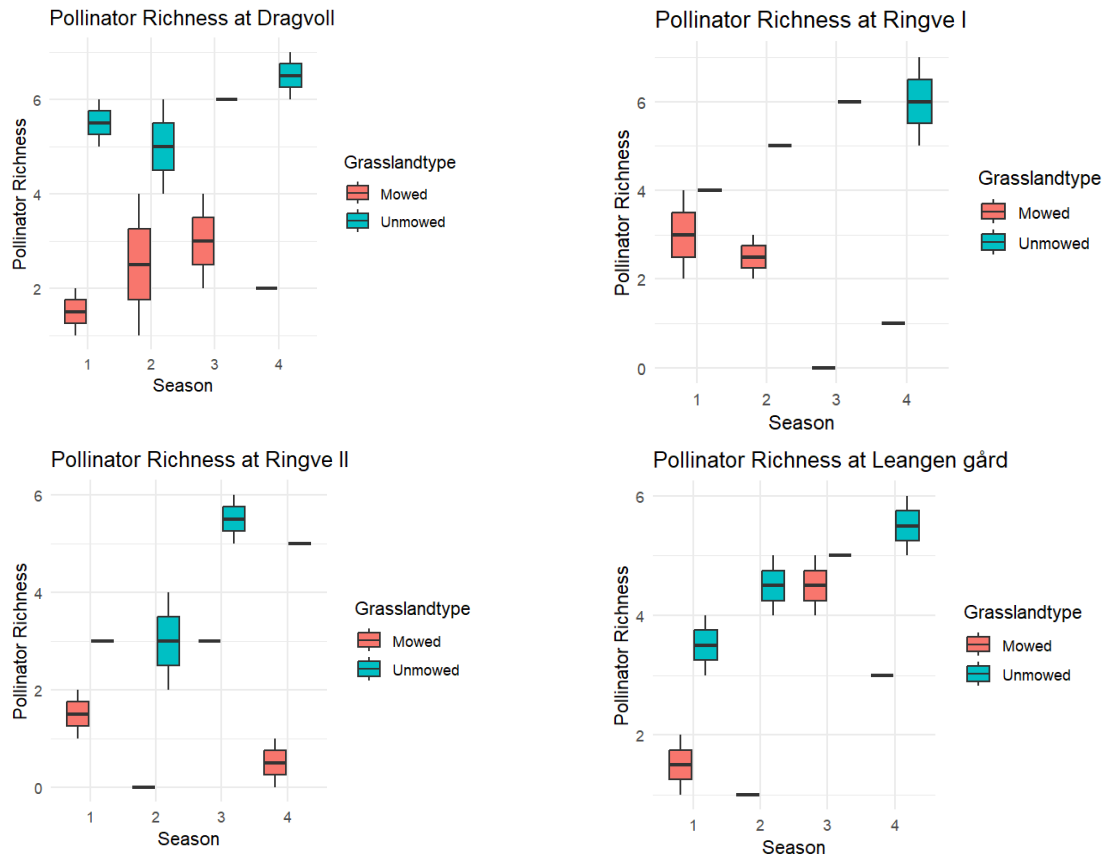 Pollinator Richness at Dragvoll
Pollinator Richness
6
4
2
1 2 3 4
Season
Grasslandtype
Mowed
Unmowed
Pollinator Richness at Ringve I
Pollinator Richness
6
4
2
0
1 2 3 4
Season
Grasslandtype
Mowed
Unmowed
Pollinator Richness at Ringve II
Pollinator Richness
6
4
2
0
1 2 3 4
Season
Grasslandtype
Mowed
Unmowed
Pollinator Richness at Leangen gård
Pollinator Richness
6
4
2
1 2 3 4
Season
Grasslandtype
Mowed
Unmowed